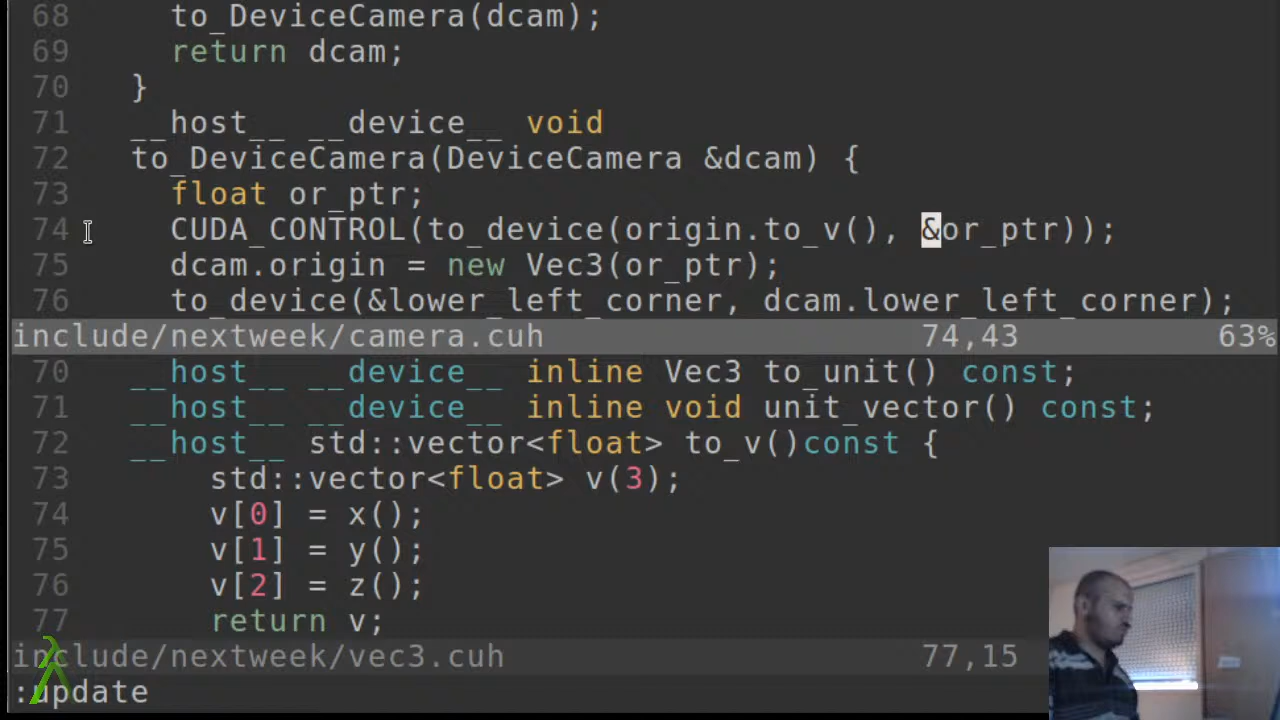 68     to_DeviceCamera(dcam);
69     return dcam;
70   }
71   __host__ __device__ void
72   to_DeviceCamera(DeviceCamera &dcam) {
73     float or_ptr;
74     CUDA_CONTROL(to_device(origin.to_v(), &or_ptr));
75     dcam.origin = new Vec3(or_ptr);
76     to_device(&lower_left_corner, dcam.lower_left_corner);
include/nextweek/camera.cuh 74,43 63%
70   __host__ __device__ inline Vec3 to_unit() const;
71   __host__ __device__ inline void unit_vector() const;
72   __host__ std::vector<float> to_v()const {
73       std::vector<float> v(3);
74       v[0] = x();
75       v[1] = y();
76       v[2] = z();
77       return v;
include/nextweek/vec3.cuh 77,15
:update